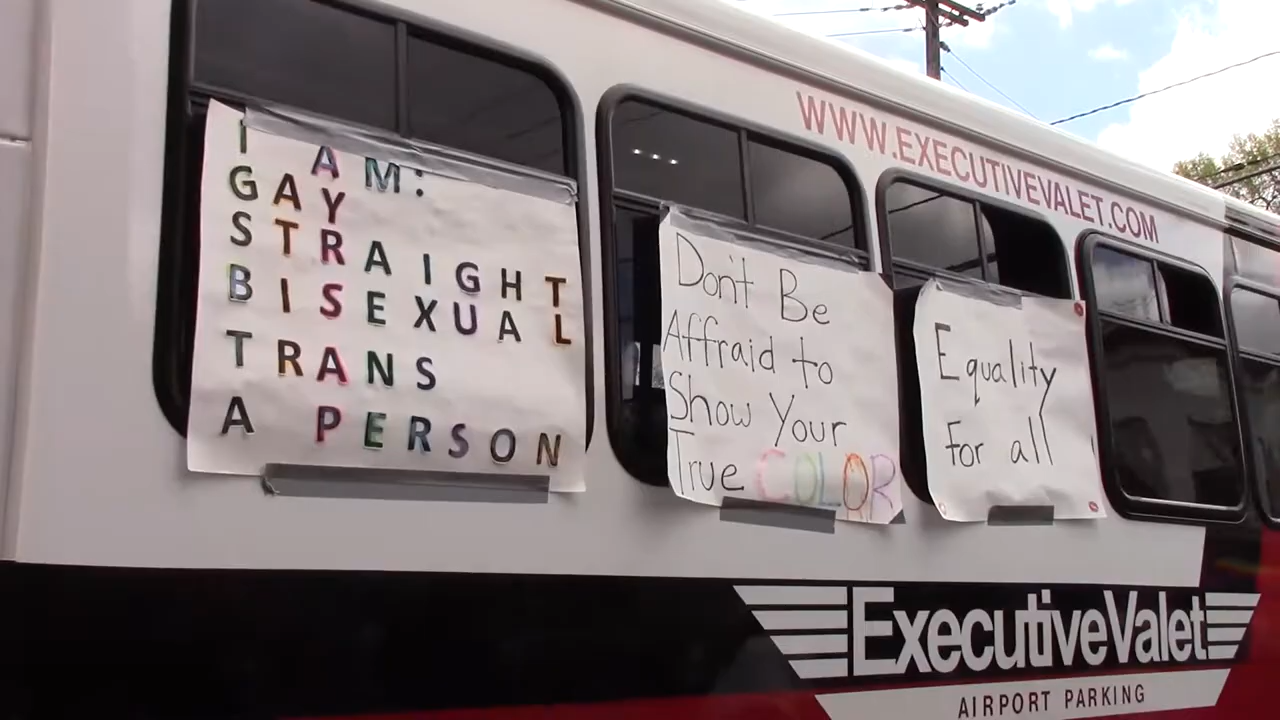 I AM:
GAY
STRAIGHT
BISEXUAL
TRANS
A PERSON
Don't Be
Affraid to
Show Your
True COLOR
Equality
For all
WWW.EXECUTIVEVALET.COM
ExecutiveValet
AIRPORT PARKING